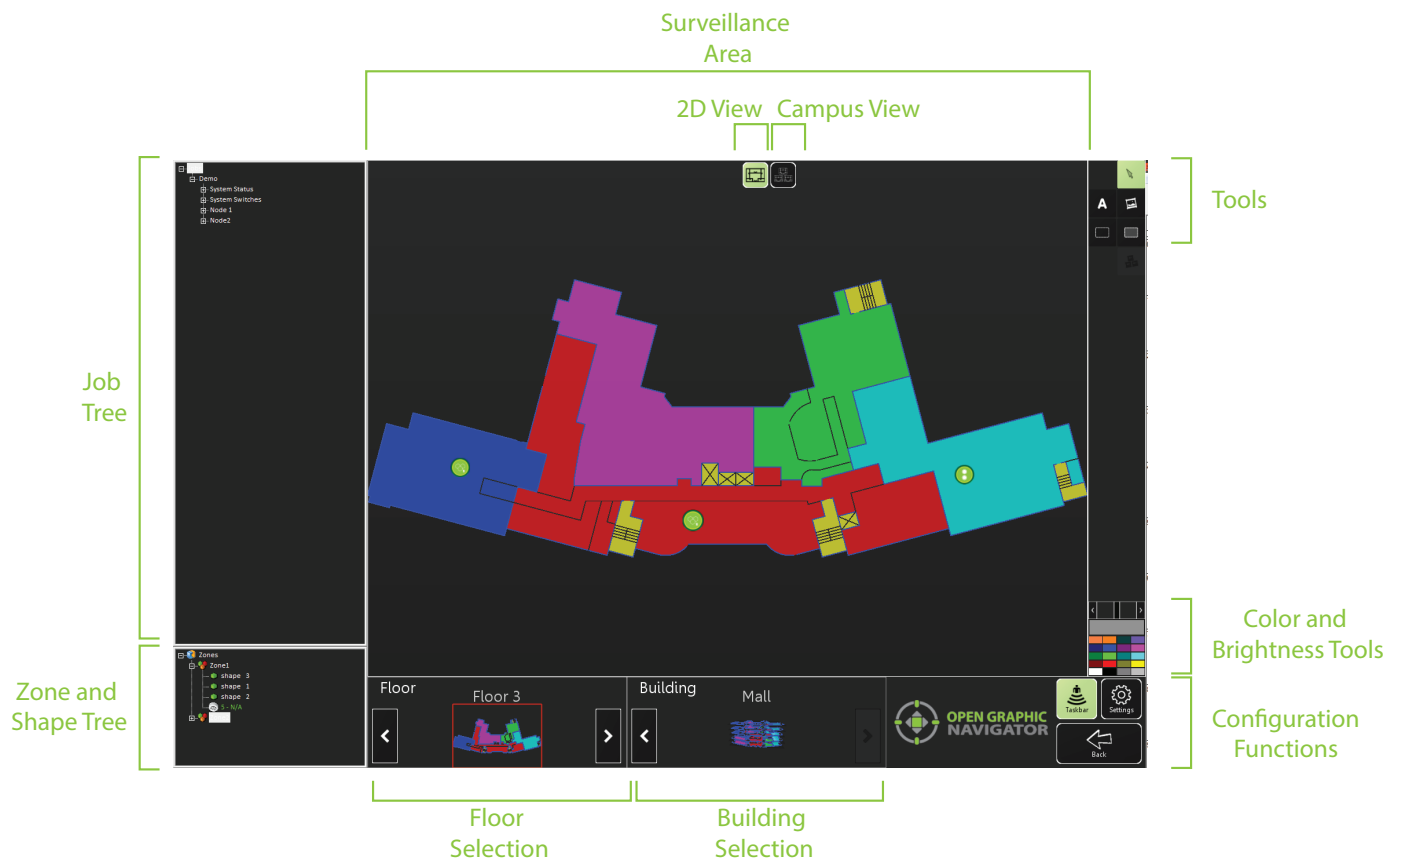 Surveillance
Area
2D View
Campus View
Job
Tree
Demo
System Status
System Switches
Node 1
Node2
A
Tools
Color and
Brightness Tools
Zone and
Shape Tree
Zones
Zone1
shape 3
shape 1
shape 2
5 - N/A
Floor
Floor 3
Building
Mall
OPEN GRAPHIC
NAVIGATOR
Taskbar
Settings
Back
Configuration
Functions
Floor
Selection
Building
Selection